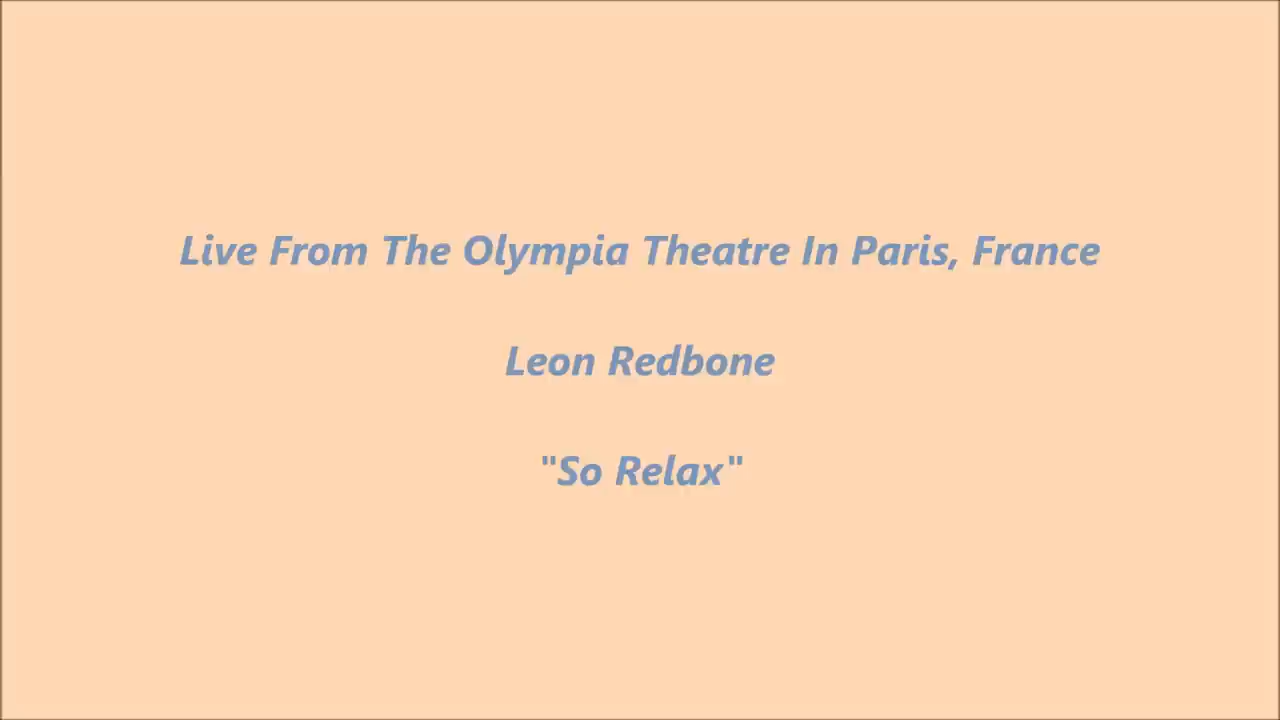 Live From The Olympia Theatre In Paris, France
Leon Redbone
"So Relax"